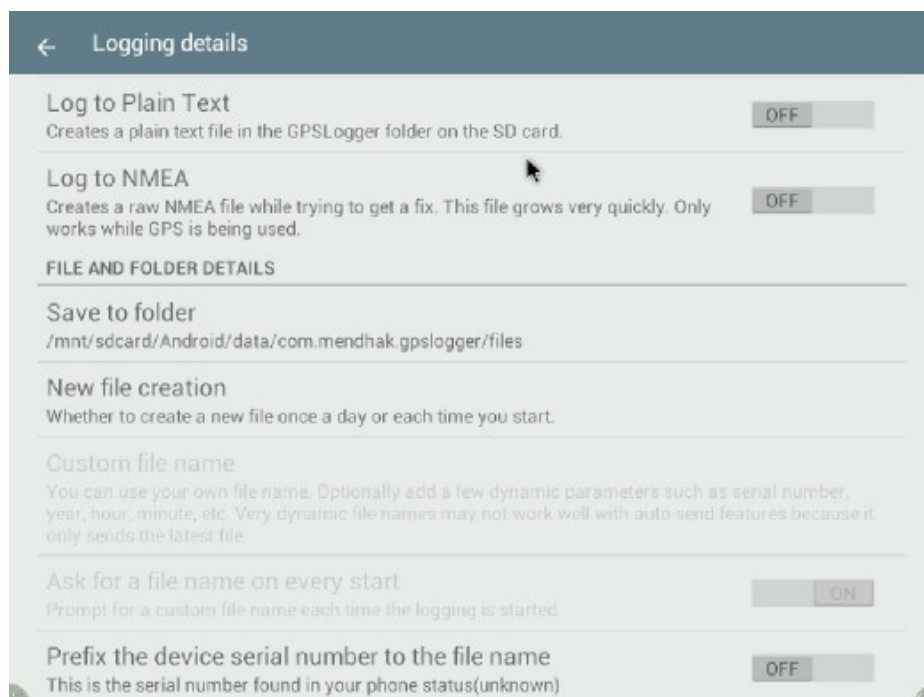 Logging details
Log to Plain Text
OFF
Creates a plain text file in the GPSLogger folder on the SD card.
Log to NMEA
OFF
Creates a raw NMEA file while trying to get a fix. This file grows very quickly. Only
works while GPS is being used.
FILE AND FOLDER DETAILS
Save to folder
/mnt/sdcard/Android/data/com.mendhak.gpslogger/files
New file creation
Whether to create a new file once a day or each time you start.
Custom file name
You can use your own file name. Optionally add a few dynamic parameters such as serial number,
year, hour, minute, etc. Very dynamic file names may not work well with auto send features because it
only sends the latest file.
Ask for a file name on every start
ON
Prompt for a custom file name each time the logging is started
Prefix the device serial number to the file name
OFF
This is the serial number found in your phone status(unknown)